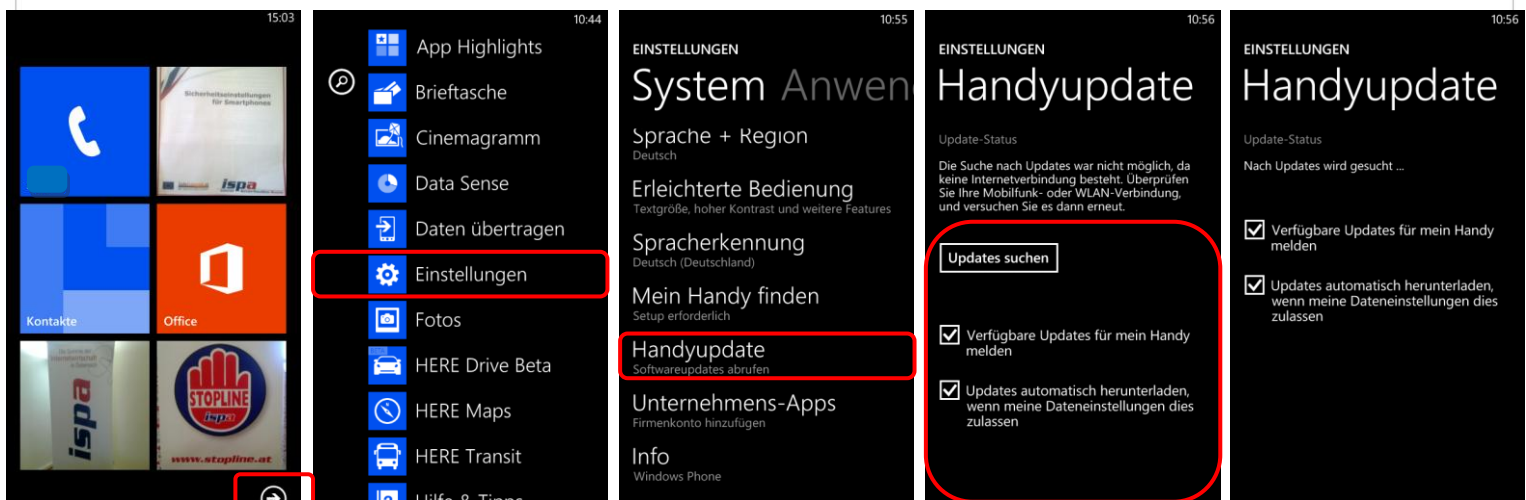 15:03
Sicherheitseinstellungen
für Smartphones
ispa
Kontakte
Office
ispa
STOPLINE
ispa
www.stopline.at
10:44
App Highlights
Brieftasche
Cinemagramm
Data Sense
Daten übertragen
Einstellungen
Fotos
HERE Drive Beta
HERE Maps
HERE Transit
Hilfe & Tipps
10:55
EINSTELLUNGEN
System Anwen
Sprache + Region
Deutsch
Erleichterte Bedienung
Textgröße, hoher Kontrast und weitere Features
Spracherkennung
Deutsch (Deutschland)
Mein Handy finden
Setup erforderlich
Handyupdate
Softwareupdates abrufen
Unternehmens-Apps
Firmenkonto hinzufügen
Info
Windows Phone
10:56
EINSTELLUNGEN
Handyupdate
Update-Status
Die Suche nach Updates war nicht möglich, da
keine Internetverbindung besteht. Überprüfen
Sie Ihre Mobilfunk- oder WLAN-Verbindung,
und versuchen Sie es dann erneut.
Updates suchen
Verfügbare Updates für mein Handy
melden
Updates automatisch herunterladen,
wenn meine Dateneinstellungen dies
zulassen
10:56
EINSTELLUNGEN
Handyupdate
Update-Status
Nach Updates wird gesucht ...
Verfügbare Updates für mein Handy
melden
Updates automatisch herunterladen,
wenn meine Dateneinstellungen dies
zulassen